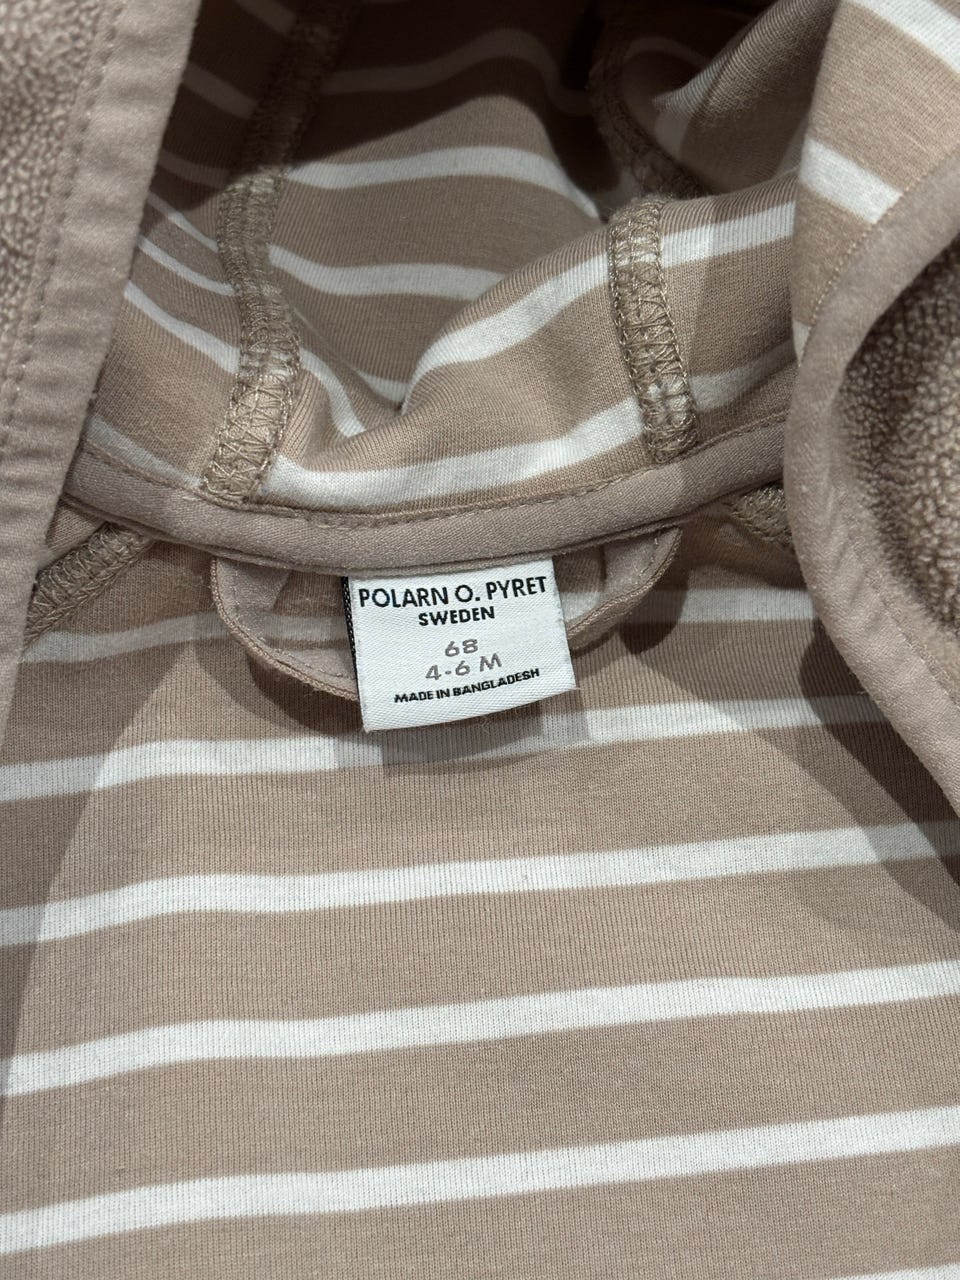 POLARN O. PYRET
SWEDEN
68
4-6 M
MADE IN BANGLADESH